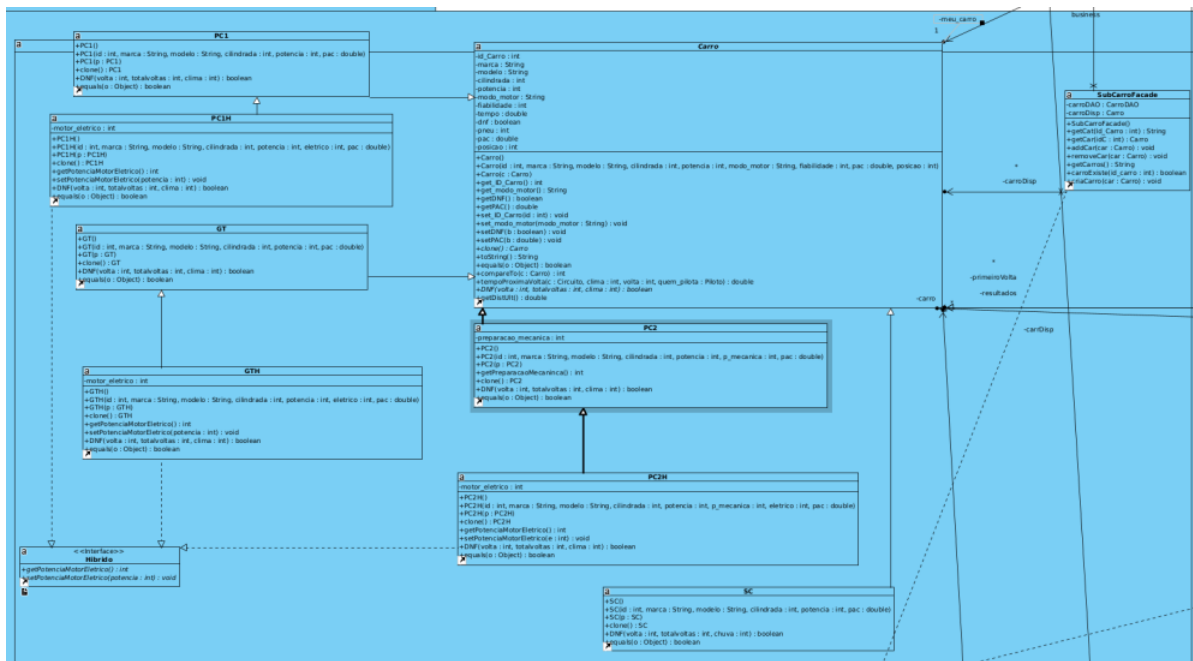 PC1
+PC1()
+PC1(id : int, marca : String, modelo : String, cilindrada : int, potencia : int, pac : double)
+PC1(p : PC1)
+clone() : PC1
+DNF(volta : int, totalvoltas : int, clima : int) : boolean
+equals(o : Object) : boolean
PC1H
-motor_eletrico : int
+PC1H()
+PC1H(id : int, marca : String, modelo : String, cilindrada : int, potencia : int, eletrico : int, pac : double)
+PC1H(p : PC1H)
+clone() : PC1H
+getPotenciaMotorEletrico() : int
+setPotenciaMotorEletrico(potencia : int) : void
+DNF(volta : int, totalvoltas : int, clima : int) : boolean
+equals(o : Object) : boolean
GT
+GT()
+GT(id : int, marca : String, modelo : String, cilindrada : int, potencia : int, pac : double)
+GT(p : GT)
+clone() : GT
+DNF(volta : int, totalvoltas : int, clima : int) : boolean
+equals(o : Object) : boolean
GTH
-motor_eletrico : int
+GTH()
+GTH(id : int, marca : String, modelo : String, cilindrada : int, potencia : int, eletrico : int, pac : double)
+GTH(p : GTH)
+clone() : GTH
+getPotenciaMotorEletrico() : int
+setPotenciaMotorEletrico(potencia : int) : void
+DNF(volta : int, totalvoltas : int, clima : int) : boolean
+equals(o : Object) : boolean
<<Interface>>
Hibrido
+getPotenciaMotorEletrico() : int
+setPotenciaMotorEletrico(potencia : int) : void
Carro
-id_Carro : int
-marca : String
-modelo : String
-cilindrada : int
-potencia : int
-modo_motor : String
-fiabilidade : int
-tempo : double
-dnf : boolean
-pneu : int
-pac : double
-posicao : int
+Carro()
+Carro(id : int, marca : String, modelo : String, cilindrada : int, potencia : int, modo_motor : String, fiabilidade : int, pac : double, posicao : int)
+Carro(c : Carro)
+get_ID_Carro() : int
+get_modo_motor() : String
+getDNF() : boolean
+getPAC() : double
+set_ID_Carro(id : int) : void
+set_modo_motor(modo_motor : String) : void
+setDNF(b : boolean) : void
+setPAC(b : double) : void
+clone() : Carro
+toString() : String
+equals(o : Object) : boolean
+compareTo(c : Carro) : int
+tempoProximaVolta(c : Circuito, clima : int, volta : int, quem_pilota : Piloto) : double
+DNF(volta : int, totalvoltas : int, clima : int) : boolean
+getDistUlt() : double
PC2
-preparacao_mecanica : int
+PC2()
+PC2(id : int, marca : String, modelo : String, cilindrada : int, potencia : int, p_mecanica : int, pac : double)
+PC2(p : PC2)
+getPreparacaoMecaninca() : int
+clone() : PC2
+DNF(volta : int, totalvoltas : int, clima : int) : boolean
+equals(o : Object) : boolean
PC2H
-motor_eletrico : int
+PC2H()
+PC2H(id : int, marca : String, modelo : String, cilindrada : int, potencia : int, p_mecanica : int, eletrico : int, pac : double)
+PC2H(p : PC2H)
+clone() : PC2H
+getPotenciaMotorEletrico() : int
+setPotenciaMotorEletrico(e : int) : void
+DNF(volta : int, totalvoltas : int, clima : int) : boolean
+equals(o : Object) : boolean
SC
+SC()
+SC(id : int, marca : String, modelo : String, cilindrada : int, potencia : int, pac : double)
+SC(p : SC)
+clone() : SC
+DNF(volta : int, totalvoltas : int, chuva : int) : boolean
+equals(o : Object) : boolean
-meu_carro
1
business
SubCarroFacade
-carroDAO : CarroDAO
-carroDisp : Carro
+SubCarroFacade()
+getCat(Id_Carro : int) : String
+getCar(idC : int) : Carro
+addCar(car : Carro) : void
+removeCar(car : Carro) : void
+getCarros() : String
+carroExiste(id_carro : int) : boolean
+criaCarro(car : Carro) : void
*
-carroDisp
*
-primeiroVolta
-resultados
-carro
-carrDisp